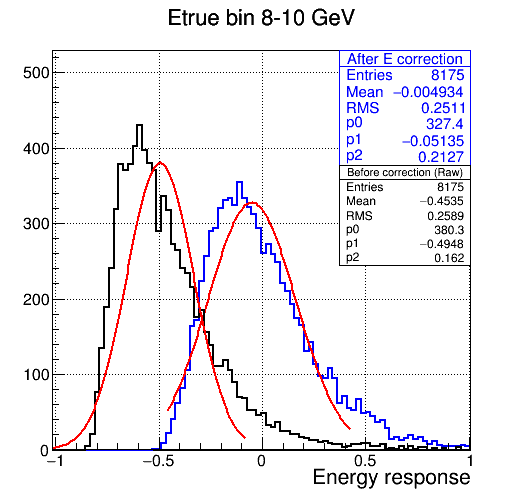 Etrue bin 8-10 GeV
After E correction
Entries 8175
Mean −0.004934
RMS 0.2511
p0 327.4
p1 −0.05135
p2 0.2127
Before correction (Raw)
Entries 8175
Mean −0.4535
RMS 0.2589
p0 380.3
p1 −0.4948
p2 0.162
500
400
300
200
100
0
−1 −0.5 0 0.5 1
Energy response